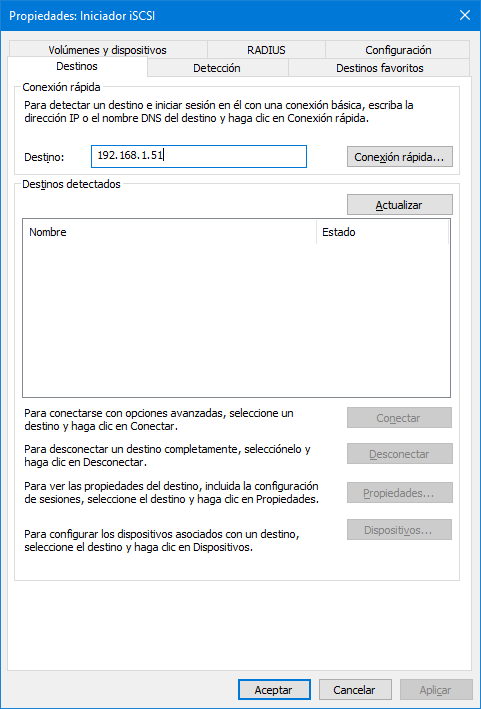 Propiedades: Iniciador iSCSI
Volúmenes y dispositivos
RADIUS
Configuración
Destinos
Detección
Destinos favoritos
Conexión rápida
Para detectar un destino e iniciar sesión en él con una conexión básica, escriba la
dirección IP o el nombre DNS del destino y haga clic en Conexión rápida.
Destino:
192.168.1.51
Conexión rápida...
Destinos detectados
Actualizar
Nombre
Estado
Para conectarse con opciones avanzadas, seleccione un
destino y haga clic en Conectar.
Conectar
Para desconectar un destino completamente, selecciónelo y
haga clic en Desconectar.
Desconectar
Para ver las propiedades del destino, incluida la configuración
de sesiones, seleccione el destino y haga clic en Propiedades.
Propiedades...
Para configurar los dispositivos asociados con un destino,
seleccione el destino y haga clic en Dispositivos.
Dispositivos...
Aceptar
Cancelar
Aplicar